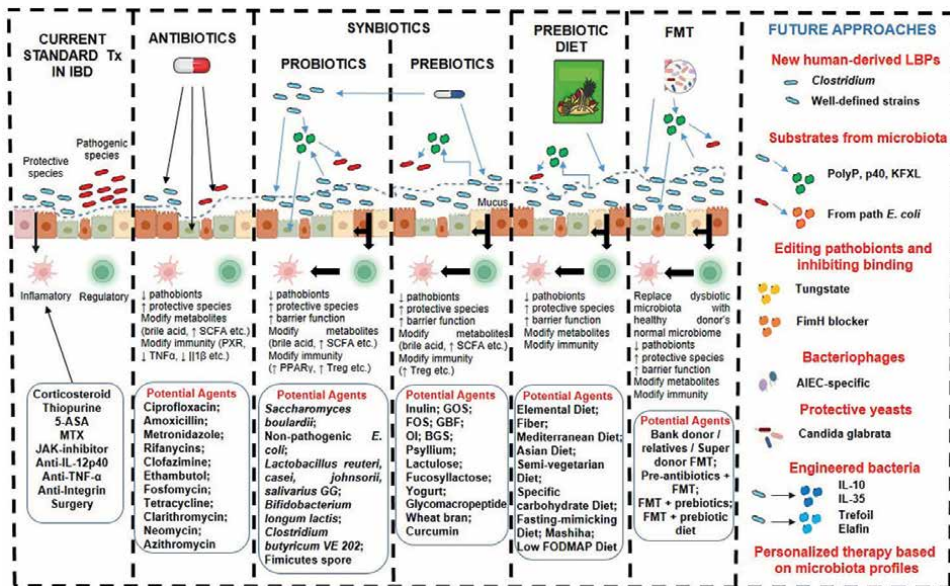 CURRENT
STANDARD Tx
IN IBD
Protective
species
Pathogenic
species
Inflamatory
Regulatory
Corticosteroid
Thiopurine
5-ASA
MTX
JAK-inhibitor
Anti-IL-12p40
Anti-TNF-α
Anti-Integrin
Surgery
ANTIBIOTICS
↓ pathobionts
↑ protective species
Modify metabolites
(brile acid, ↑ SCFA etc.)
Modify immunity (PXR,
↓ TNFα, ↓ |I1β etc.)
Potential Agents
Ciprofloxacin;
Amoxicillin;
Metronidazole;
Rifanycins;
Clofazimine;
Ethambutol;
Fosfomycin;
Tetracycline;
Clarithromycin;
Neomycin;
Azithromycin
SYNBIOTICS
PROBIOTICS
↓ pathobionts
↑ protective species
↑ barrier function
Modify metabolites
(brile acid, ↑ SCFA etc.)
Modify immunity
(↑ PPARγ, ↑ Treg etc.)
Potential Agents
Saccharomyces
boulardii;
Non-pathogenic E.
coli;
Lactobacillus reuteri,
casei, johnsorii,
salivarius GG;
Bifidobacterium
longum lactis;
Clostridium
butyricum VE 202;
Fimicutes spore
PREBIOTICS
Mucus
↓ pathobionts
↑ protective species
↑ barrier function
Modify metabolites
(brile acid, ↑ SCFA etc.)
Modify immunity
(↑ Treg etc.)
Potential Agents
Inulin; GOS;
FOS; GBF;
OI; BGS;
Psyllium;
Lactulose;
Fucosyllactose;
Yogurt;
Glycomacropeptide
Wheat bran;
Curcumin
PREBIOTIC
DIET
↓ pathobionts
↑ protective species
↑ barrier function
Modify metabolites
Modify immunity
Potential Agents
Elemental Diet;
Fiber;
Mediterranean Diet;
Asian Diet;
Semi-vegetarian
Diet;
Specific
carbohydrate Diet;
Fasting-mimicking
Diet; Mashiha;
Low FODMAP Diet
FMT
Replace dysbiotic
microbiota with
healthy donor's
normal microbiome
↓ pathobionts
↑ protective species
↑ barrier function
Modify metabolites
Modify immunity
Potential Agents
Bank donor /
relatives / Super
donor FMT;
Pre-antibiotics +
FMT;
FMT + prebiotics;
FMT + prebiotic
diet
FUTURE APPROACHES
New human-derived LBPs
Clostridium
Well-defined strains
Substrates from microbiota
PolyP, p40, KFXL
From path E. coli
Editing pathobionts and
inhibiting binding
Tungstate
FimH blocker
Bacteriophages
AIEC-specific
Protective yeasts
Candida glabrata
Engineered bacteria
IL-10
IL-35
Trefoil
Elafin
Personalized therapy based
on microbiota profiles